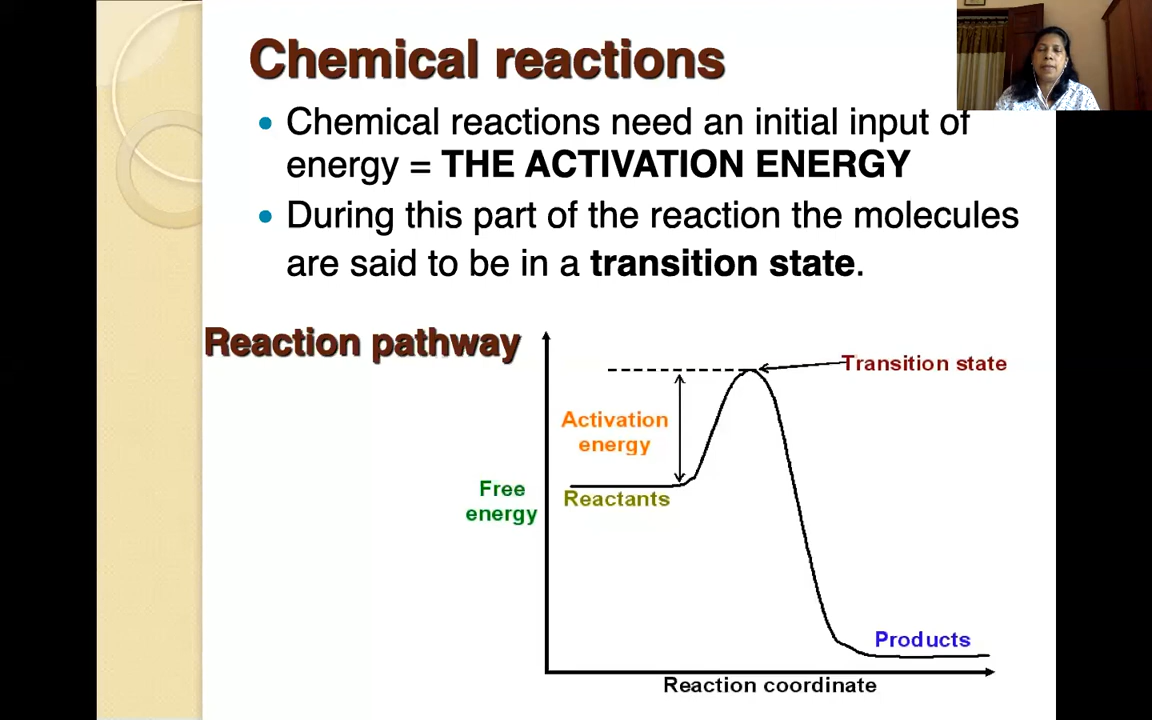 Chemical reactions
Chemical reactions need an initial input of
energy = THE ACTIVATION ENERGY
During this part of the reaction the molecules
are said to be in a transition state.
Reaction pathway
Transition state
Activation
energy
Free
energy
Reactants
Products
Reaction coordinate